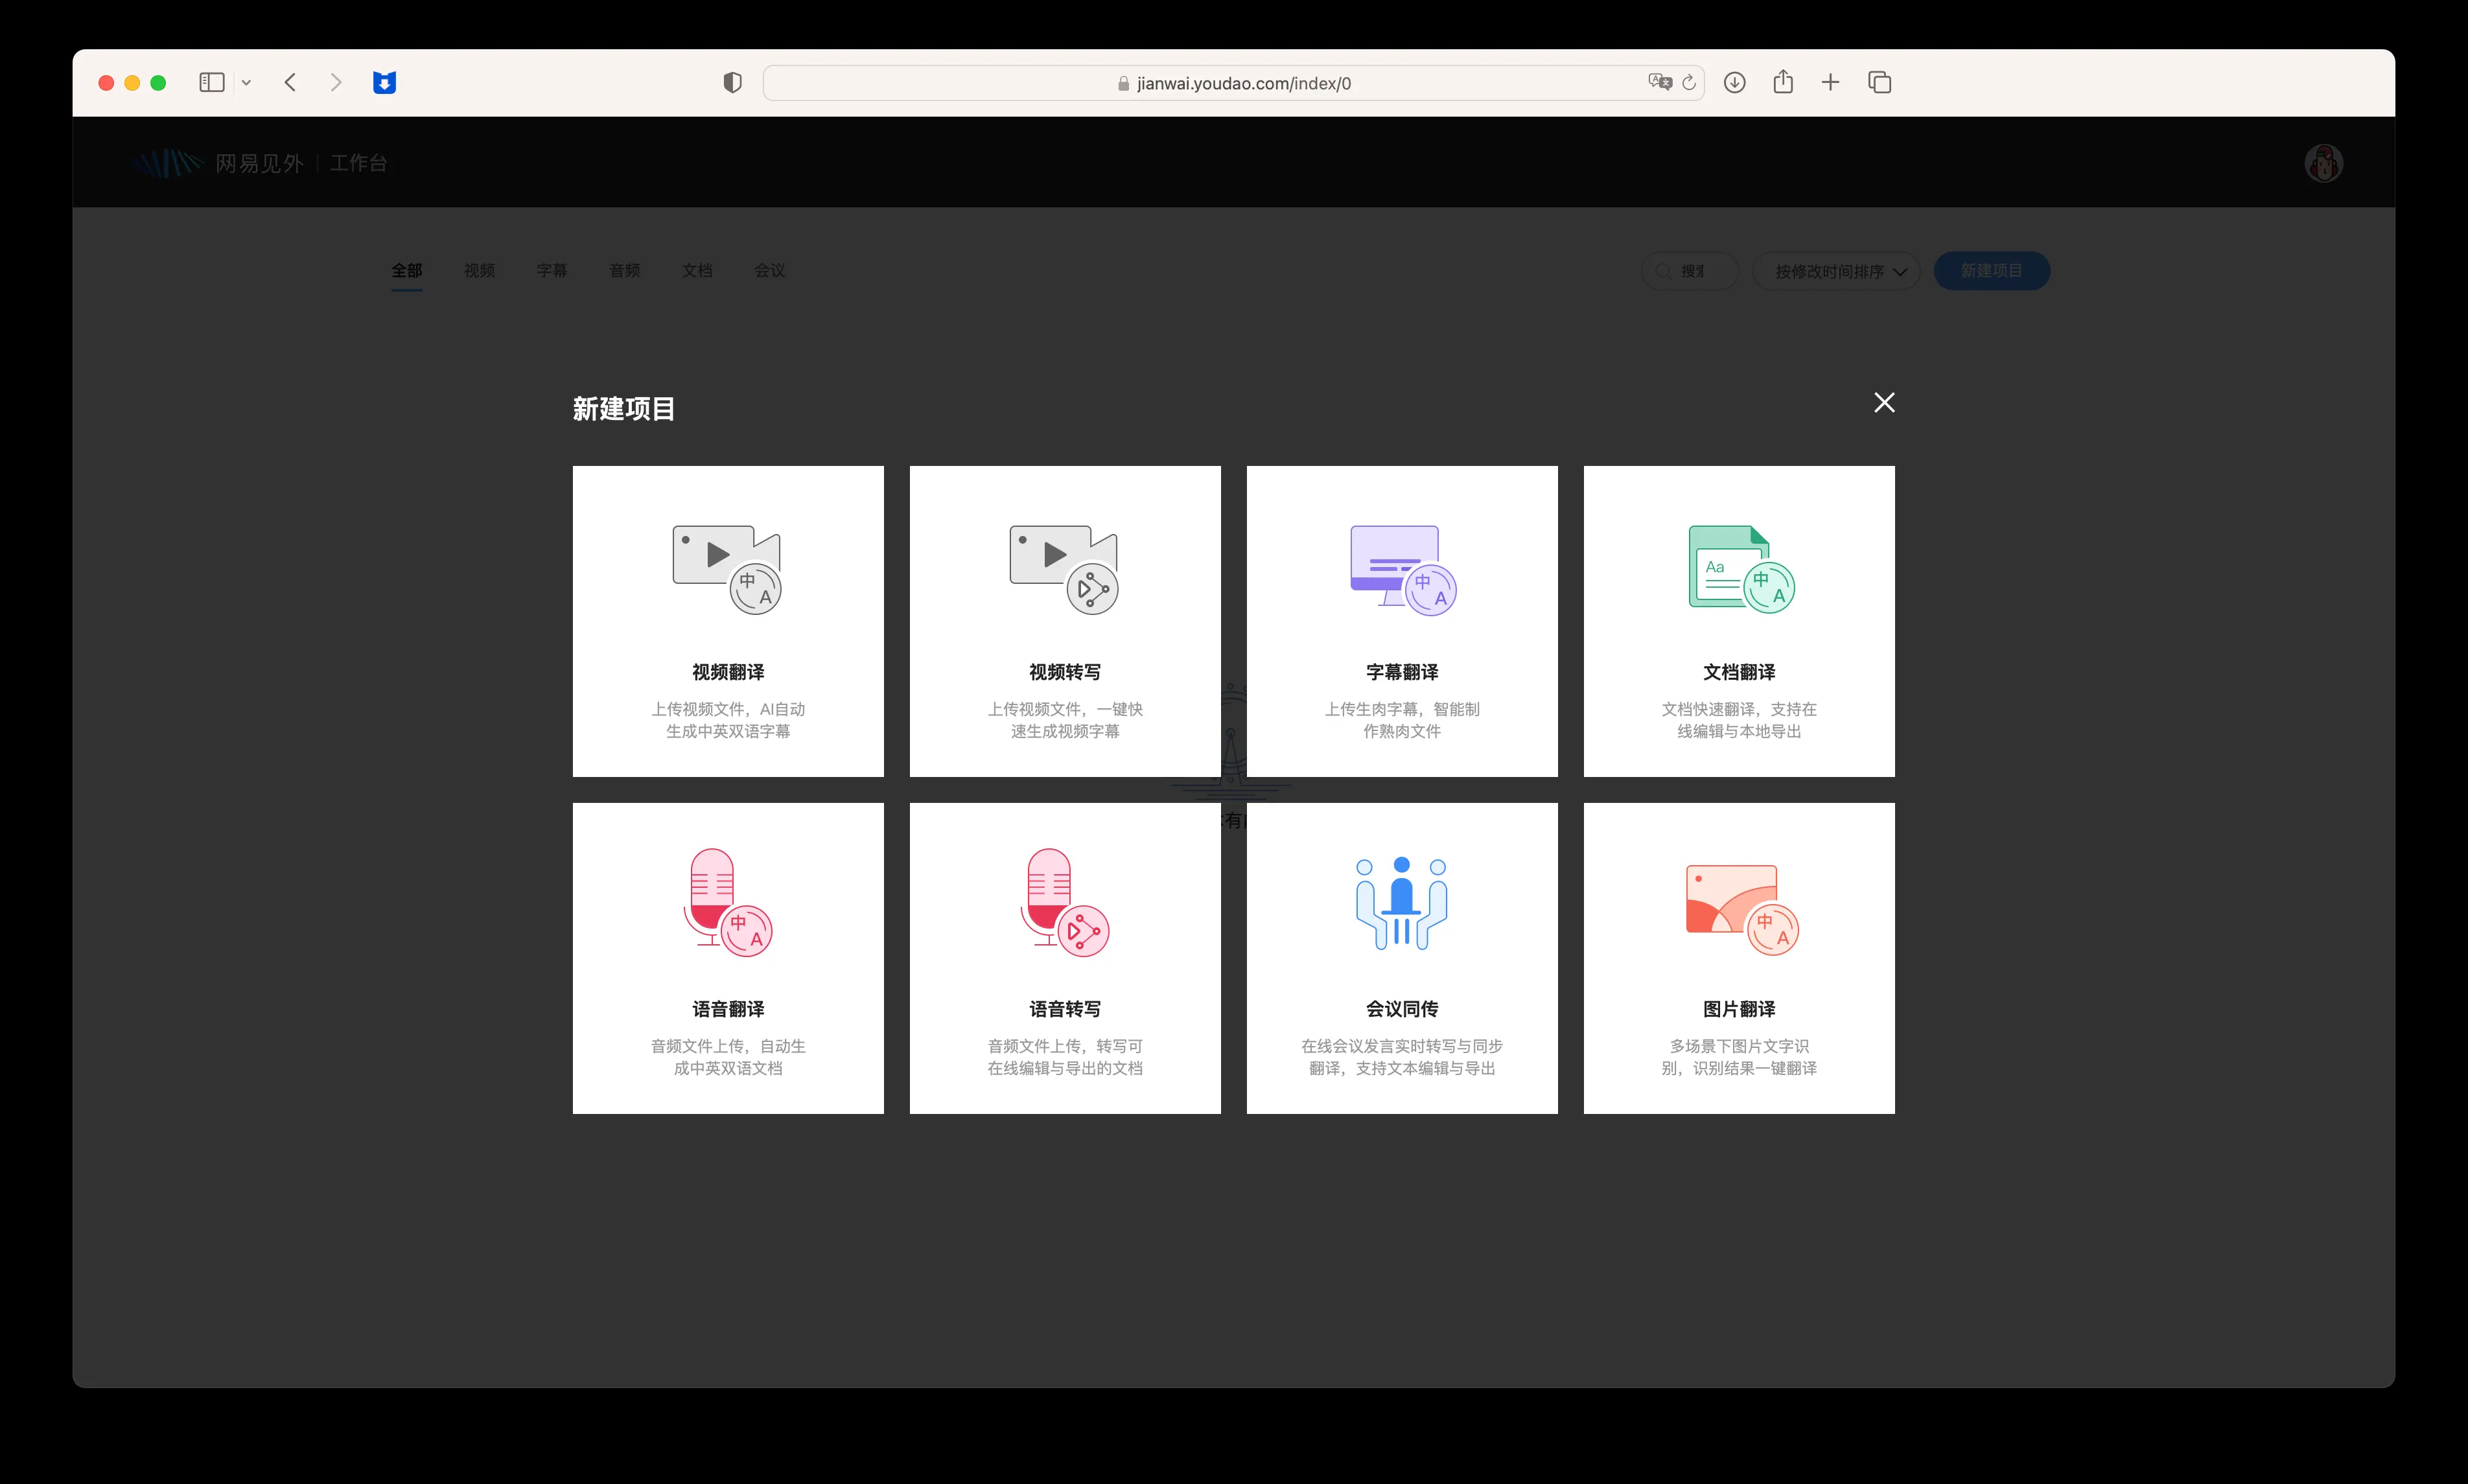 jianwai.youdao.com/index/0
网易见外 | 工作台
全部 视频 字幕 音频 文档 会议
搜索 按修改时间排序 新建项目
新建项目
中 A
中 A
Aa 中 A
视频翻译
上传视频文件，AI自动
生成中英双语字幕
视频转写
上传视频文件，一键快
速生成视频字幕
字幕翻译
上传生肉字幕，智能制
作熟肉文件
文档翻译
文档快速翻译，支持在
线编辑与本地导出
有
中 A
中 A
语音翻译
音频文件上传，自动生
成中英双语文档
语音转写
音频文件上传，转写可
在线编辑与导出的文档
会议同传
在线会议发言实时转写与同步
翻译，支持文本编辑与导出
图片翻译
多场景下图片文字识
别，识别结果一键翻译